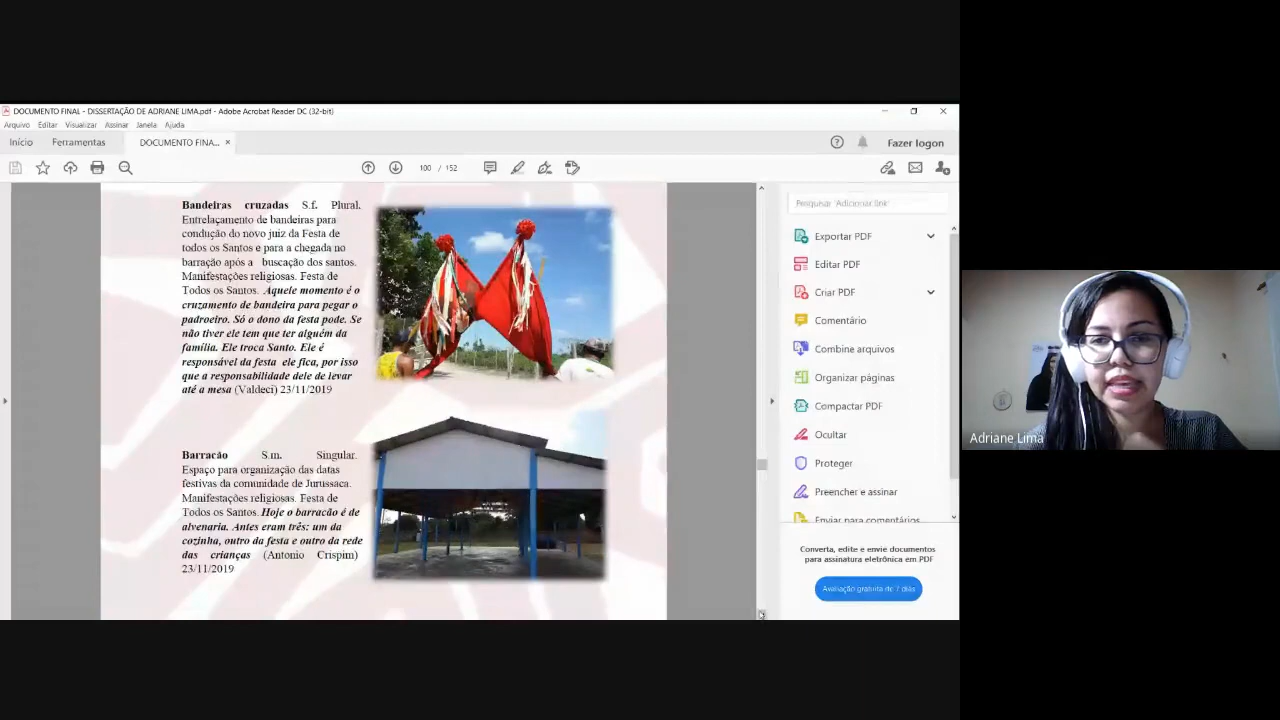 DOCUMENTO FINAL - DISSERTAÇÃO DE ADRIANE LIMA.pdf - Adobe Acrobat Reader DC (32-bit)
Arquivo Editar Visualizar Assinar Janela Ajuda
Início Ferramentas DOCUMENTO FINA... × Fazer logon
100 / 152
Bandeiras cruzadas S.f. Plural.
Entrelaçamento de bandeiras para
condução do novo juiz da Festa de
todos os Santos e para a chegada no
barração após a buscação dos santos.
Manifestações religiosas. Festa de
Todos os Santos. Aquele momento é o
cruzamento de bandeira para pegar o
padroeiro. Só o dono da festa pode. Se
não tiver ele tem que ter alguém da
família. Ele troca Santo. Ele é
responsável da festa ele fica, por isso
que a responsabilidade dele de levar
até a mesa (Valdeci) 23/11/2019
Barracão S.m. Singular.
Espaço para organização das datas
festivas da comunidade de Jurussaca.
Manifestações religiosas. Festa de
Todos os Santos. Hoje o barracão é de
alvenaria. Antes eram três: um da
cozinha, outro da festa e outro da rede
das crianças (Antonio Crispim)
23/11/2019
Pesquisar 'Adicionar link'
Exportar PDF
Editar PDF
Criar PDF
Comentário
Combine arquivos
Organizar páginas
Compactar PDF
Ocultar
Proteger
Preencher e assinar
Enviar para comentários
Converta, edite e envie documentos
para assinatura eletrônica em PDF
Avaliação gratuita de 7 dias
Adriane Lima